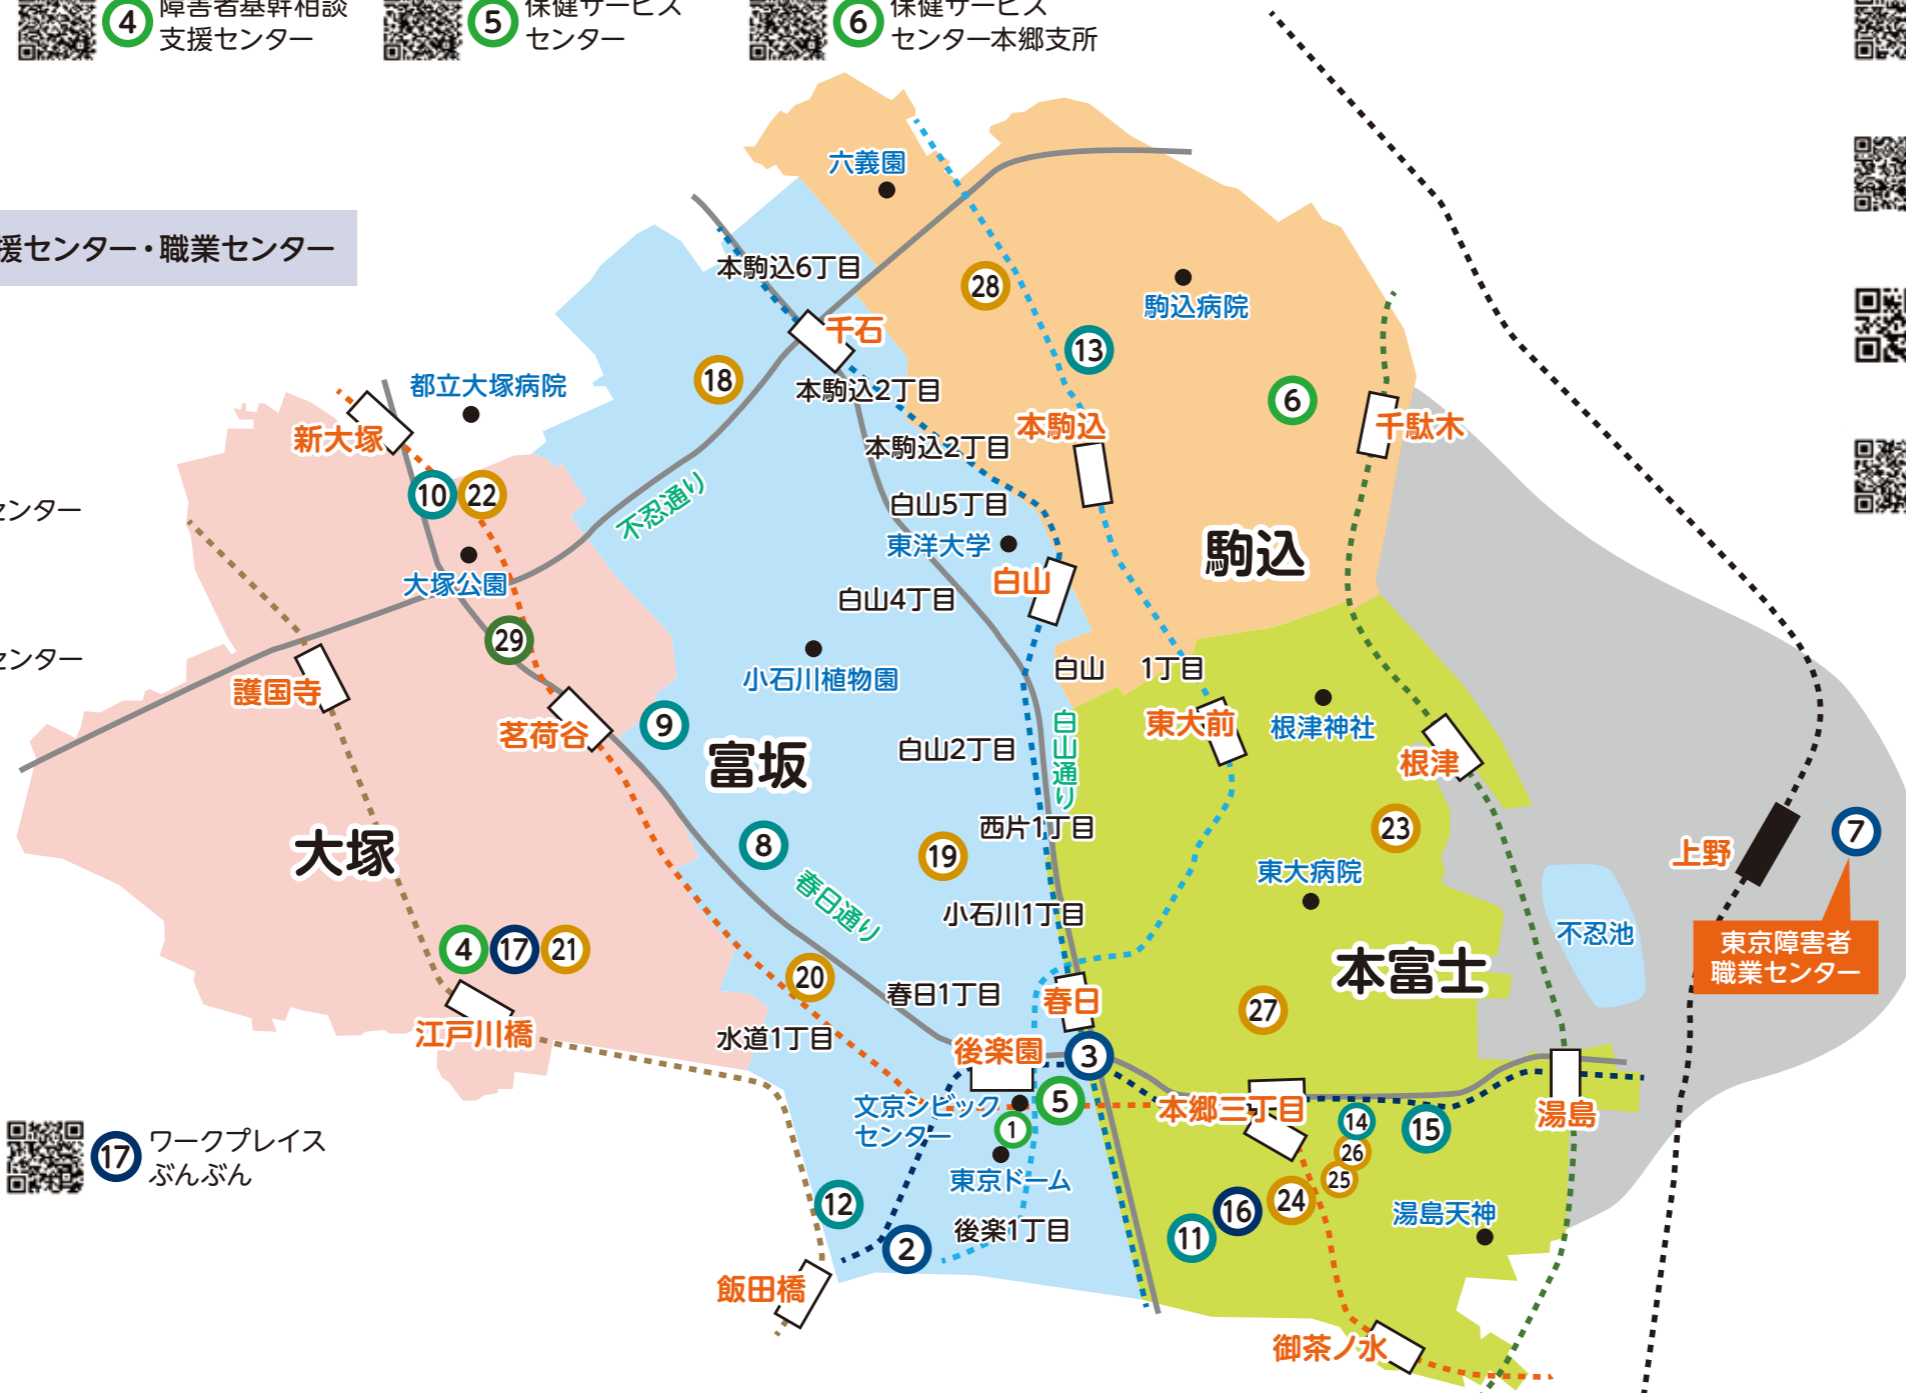 4
障害者基幹相談
支援センター
5
保健サービス
センター
6
保健サービス
センター本郷支所
援センター・職業センター
センター
センター
17
ワークプレイス
ぶんぶん
六義園
本駒込6丁目
28
駒込病院
千石
13
都立大塚病院
18
本駒込2丁目
6
新大塚
本駒込
千駄木
本駒込2丁目
10
22
不忍通り
白山5丁目
東洋大学
駒込
大塚公園
白山
白山4丁目
29
小石川植物園
白山 1丁目
護国寺
茗荷谷
9
富坂
白山2丁目
白山通り
東大前
根津神社
根津
大塚
8
19
西片1丁目
23
上野
7
東大病院
春日通り
小石川1丁目
不忍池
東京障害者
職業センター
4
17
21
20
春日1丁目
春日
本富士
27
江戸川橋
水道1丁目
後楽園
3
文京シビック
センター
5
1
本郷三丁目
14
15
湯島
26
25
東京ドーム
12
24
16
11
湯島天神
2
後楽1丁目
飯田橋
御茶ノ水